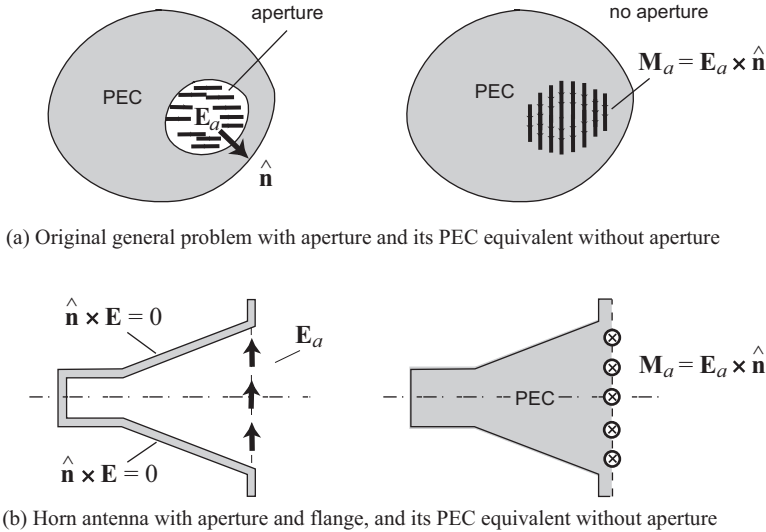 aperture
no aperture
PEC
E_a
n̂
PEC
M_a = E_a × n̂
(a) Original general problem with aperture and its PEC equivalent without aperture
n̂ × E = 0
E_a
n̂ × E = 0
PEC
M_a = E_a × n̂
(b) Horn antenna with aperture and flange, and its PEC equivalent without aperture